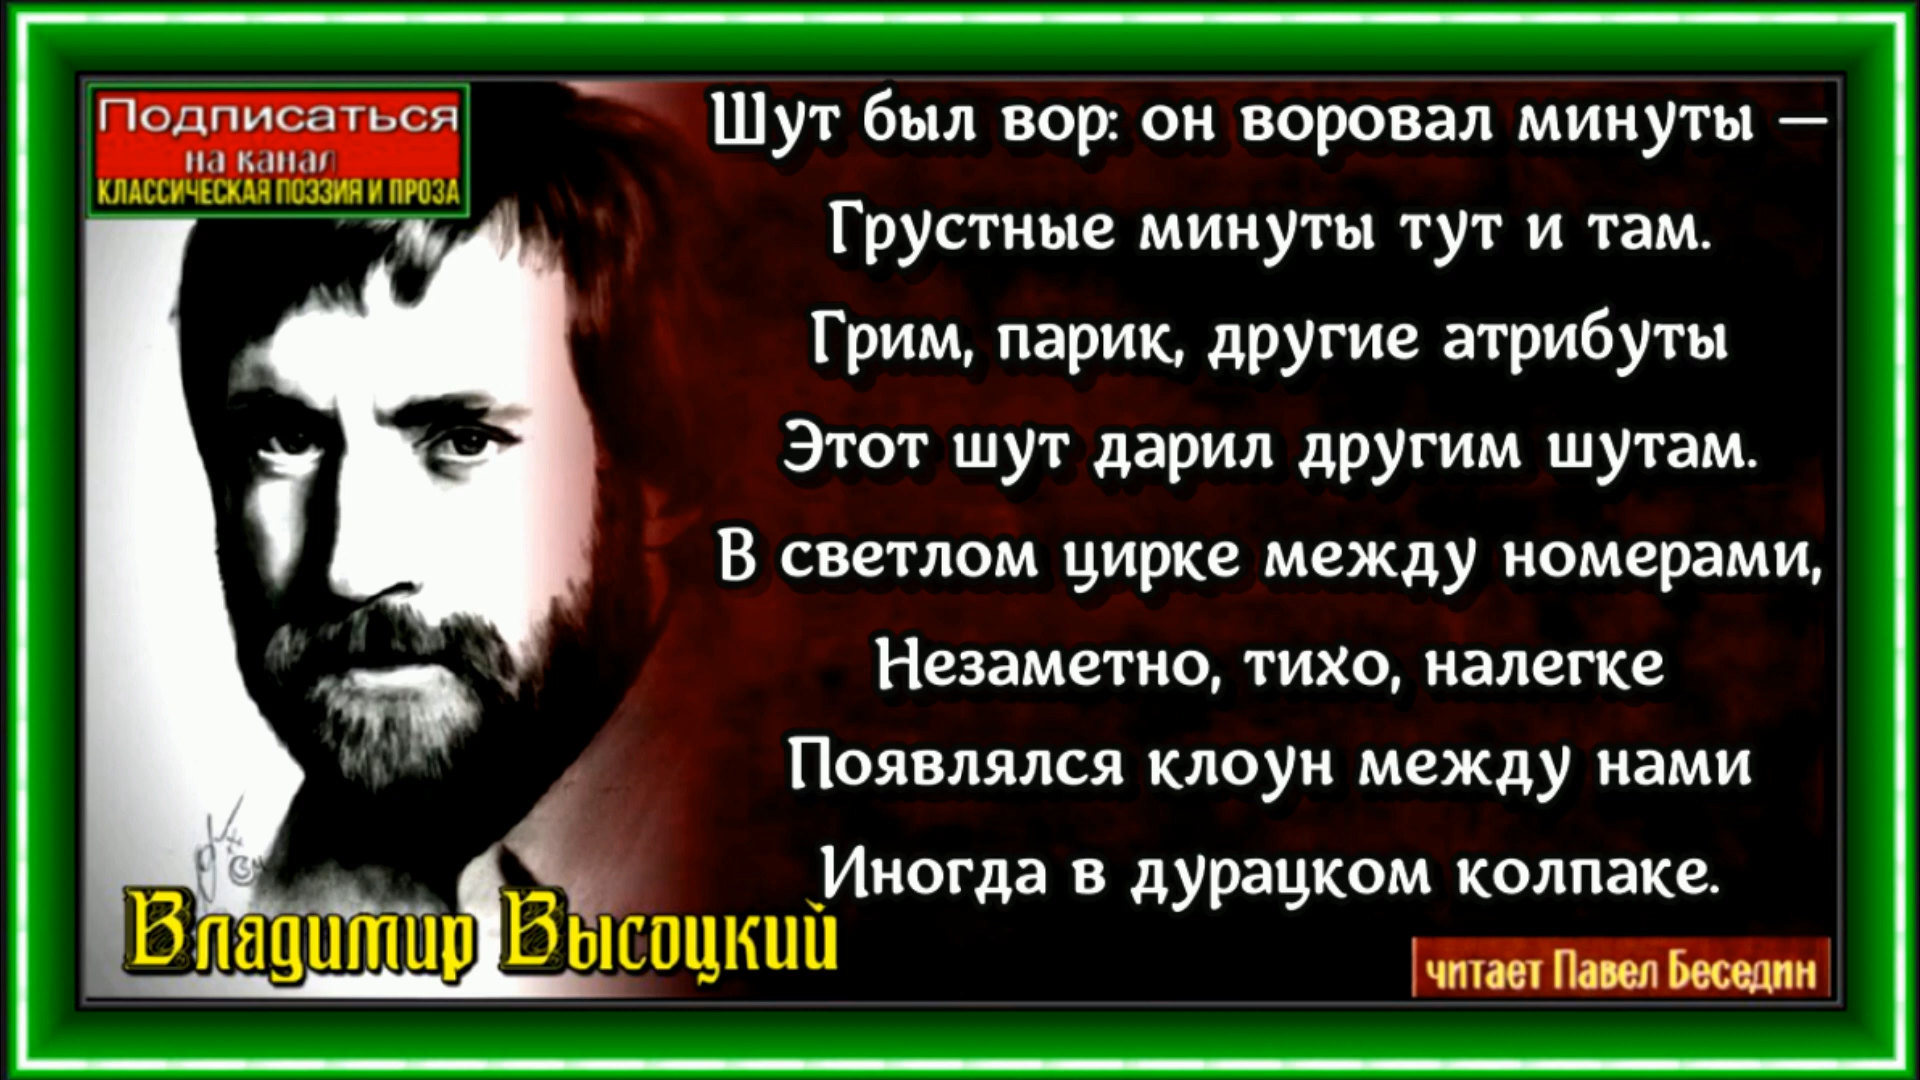 Подписаться
на канал
КЛАССИЧЕСКАЯ ПОЭЗИЯ И ПРОЗА
Шут был вор: он воровал минуты —
Грустные минуты тут и там.
Грим, парик, другие атрибуты
Этот шут дарил другим шутам.
В светлом цирке между номерами,
Незаметно, тихо, налегке
Появлялся клоун между нами
Иногда в дурацком колпаке.
Владимир Высоцкий
читает Павел Беседин